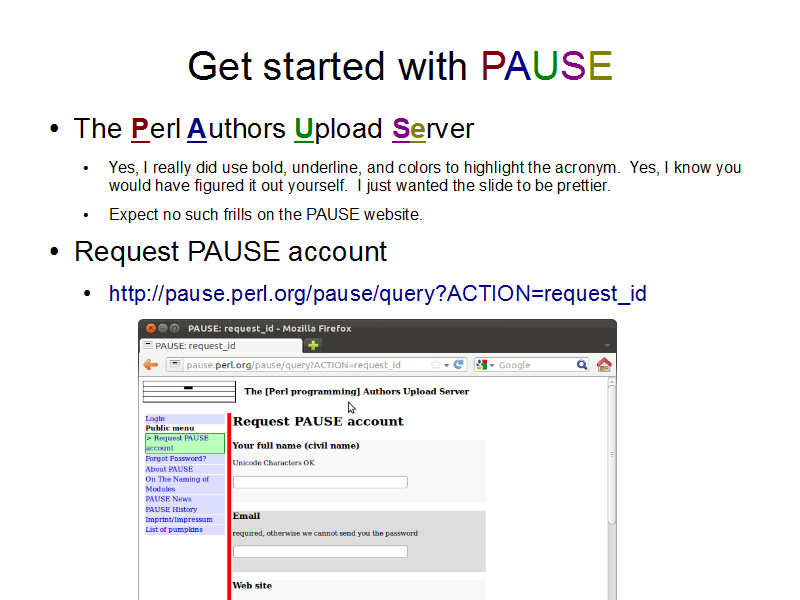 Get started with PAUSE
• The Perl Authors Upload Server
• Yes, I really did use bold, underline, and colors to highlight the acronym.  Yes, I know you
would have figured it out yourself.  I just wanted the slide to be prettier.
• Expect no such frills on the PAUSE website.
• Request PAUSE account
• http://pause.perl.org/pause/query?ACTION=request_id
PAUSE: request_id - Mozilla Firefox
PAUSE: request_id
pause.perl.org/pause/query?ACTION=request_id
Google
The [Perl programming] Authors Upload Server
Login
Public menu
> Request PAUSE
account
Forgot Password?
About PAUSE
On The Naming of
Modules
PAUSE News
PAUSE History
Imprint/Impressum
List of pumpkins
Request PAUSE account
Your full name (civil name)
Unicode Characters OK
Email
required, otherwise we cannot send you the password
Web site